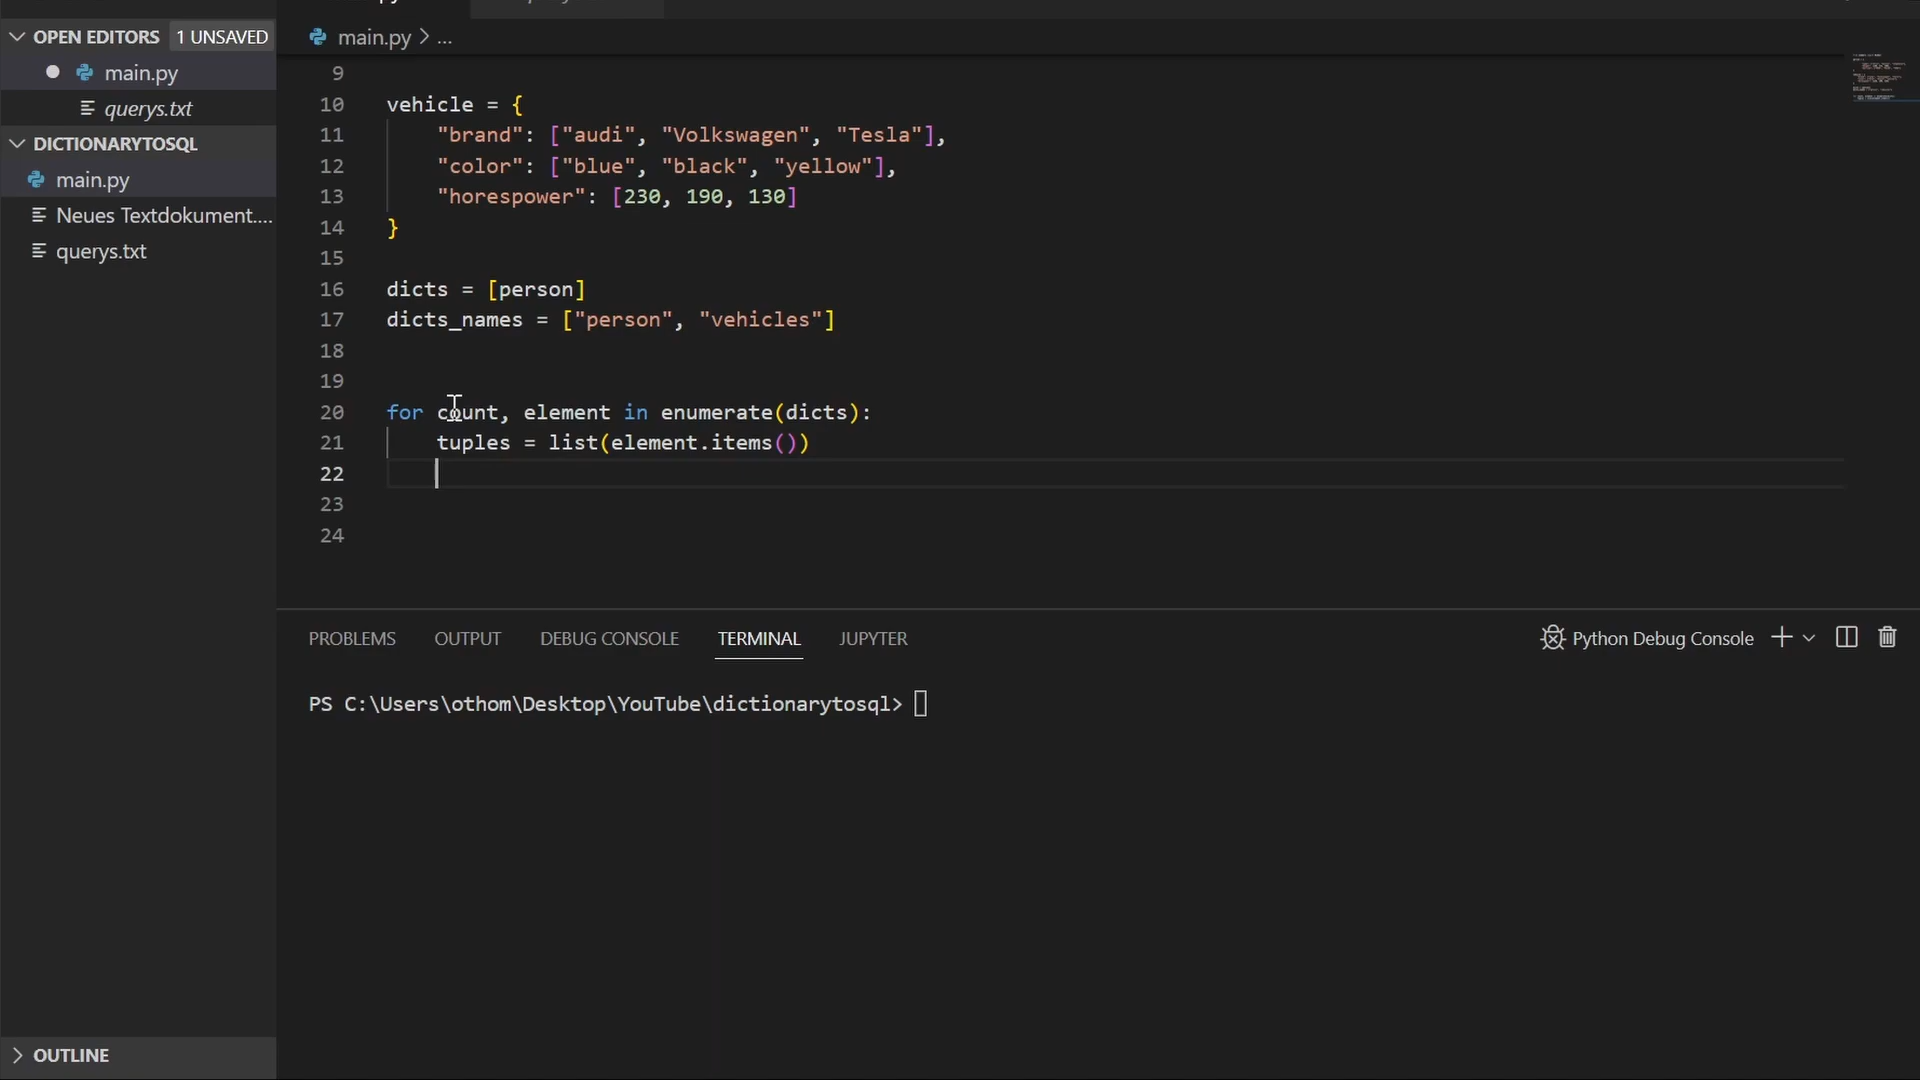 OPEN EDITORS 1 UNSAVED
main.py
querys.txt
DICTIONARYTOSQL
main.py
Neues Textdokument....
querys.txt
OUTLINE
main.py > ...
9
10 vehicle = {
11 "brand": ["audi", "Volkswagen", "Tesla"],
12 "color": ["blue", "black", "yellow"],
13 "horespower": [230, 190, 130]
14 }
15
16 dicts = [person]
17 dicts_names = ["person", "vehicles"]
18
19
20 for count, element in enumerate(dicts):
21 tuples = list(element.items())
22
23
24
PROBLEMS OUTPUT DEBUG CONSOLE TERMINAL JUPYTER Python Debug Console
PS C:\Users\othom\Desktop\YouTube\dictionarytosql>